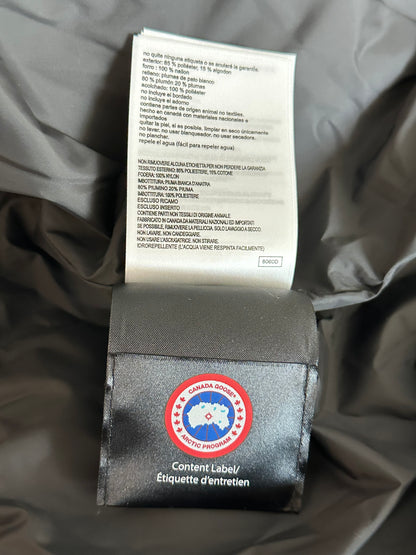 no quite ninguna etiqueta o se anulará la garantía.
exterior: 85 % poliéster, 15 % algodon
forro : 100 % nailon
relleno: plumas de pato blanco
80 % plumón 20 % plumas
acolchado: 100 % poliéster
no incluye el bordado
no incluye el adorno
contiene partes de origen animal no textiles.
hecho en canadá con materiales nacionales e
importados
quitar la piel, si es posible, limpiar en seco únicamente
no lavar, no usar blanqueador, no usar secadora,
no planchar.
repele el agua (fácil para repeler agua)
NON RIMUOVERE ALCUNA ETICHETTA PER NON PERDERE LA GARANZIA.
TESSUTO ESTERNO: 85% POLIESTERE, 15% COTONE
FODERA: 100% NYLON
IMBOTTITURA: PIUMA BIANCA D'ANATRA
80% PIUMINO 20% PIUMA
IMBOTTITURA: 100% POLIESTERE
ESCLUSO RICAMO
ESCLUSO INSERTO
CONTIENE PARTI NON TESSILI DI ORIGINE ANIMALE
FABBRICATO IN CANADA DA MATERIALI NAZIONALI ED IMPORTATI
SE POSSIBILE, RIMUOVERE LA PELLICCIA. SOLO LAVAGGIO A SECCO.
NON LAVARE. NON CANDEGGIARE.
NON USARE L'ASCIUGATRICE. NON STIRARE.
IDROREPELLENTE (L'ACQUA VIENE RESPINTA FACILMENTE)
8060D
CANADA GOOSE®
ARCTIC PROGRAM
Content Label/
Étiquette d'entretien